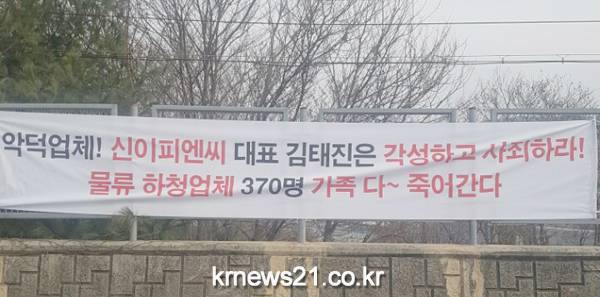 악덕업체! 신이피엔씨 대표 김태진은 각성하고 사죄하라!
물류 하청업체 370명 가족 다~ 죽어간다
kmews21.co.kr